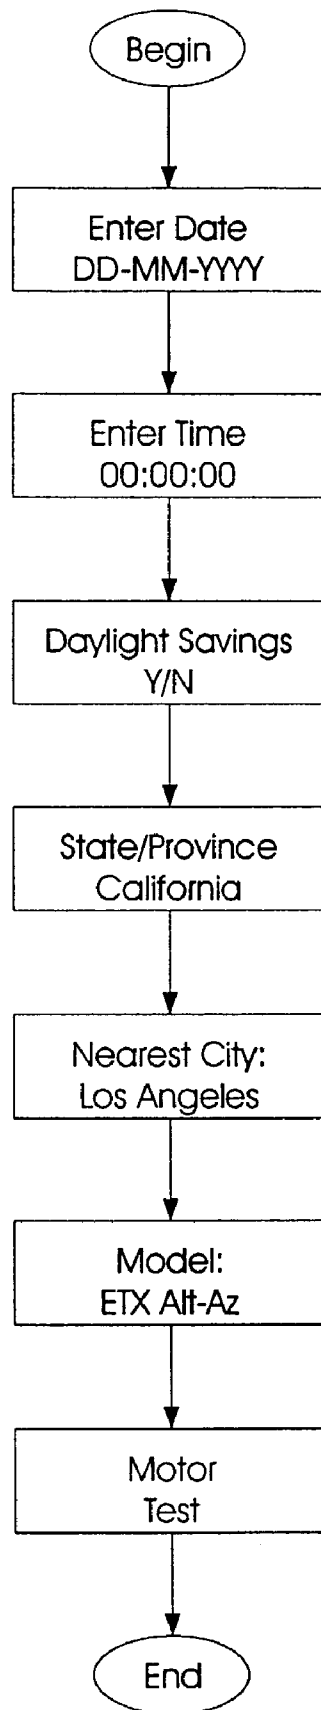 Begin
Enter Date
DD-MM-YYYY
Enter Time
00:00:00
Daylight Savings
Y/N
State/Province
California
Nearest City:
Los Angeles
Model:
ETX Alt-Az
Motor
Test
End